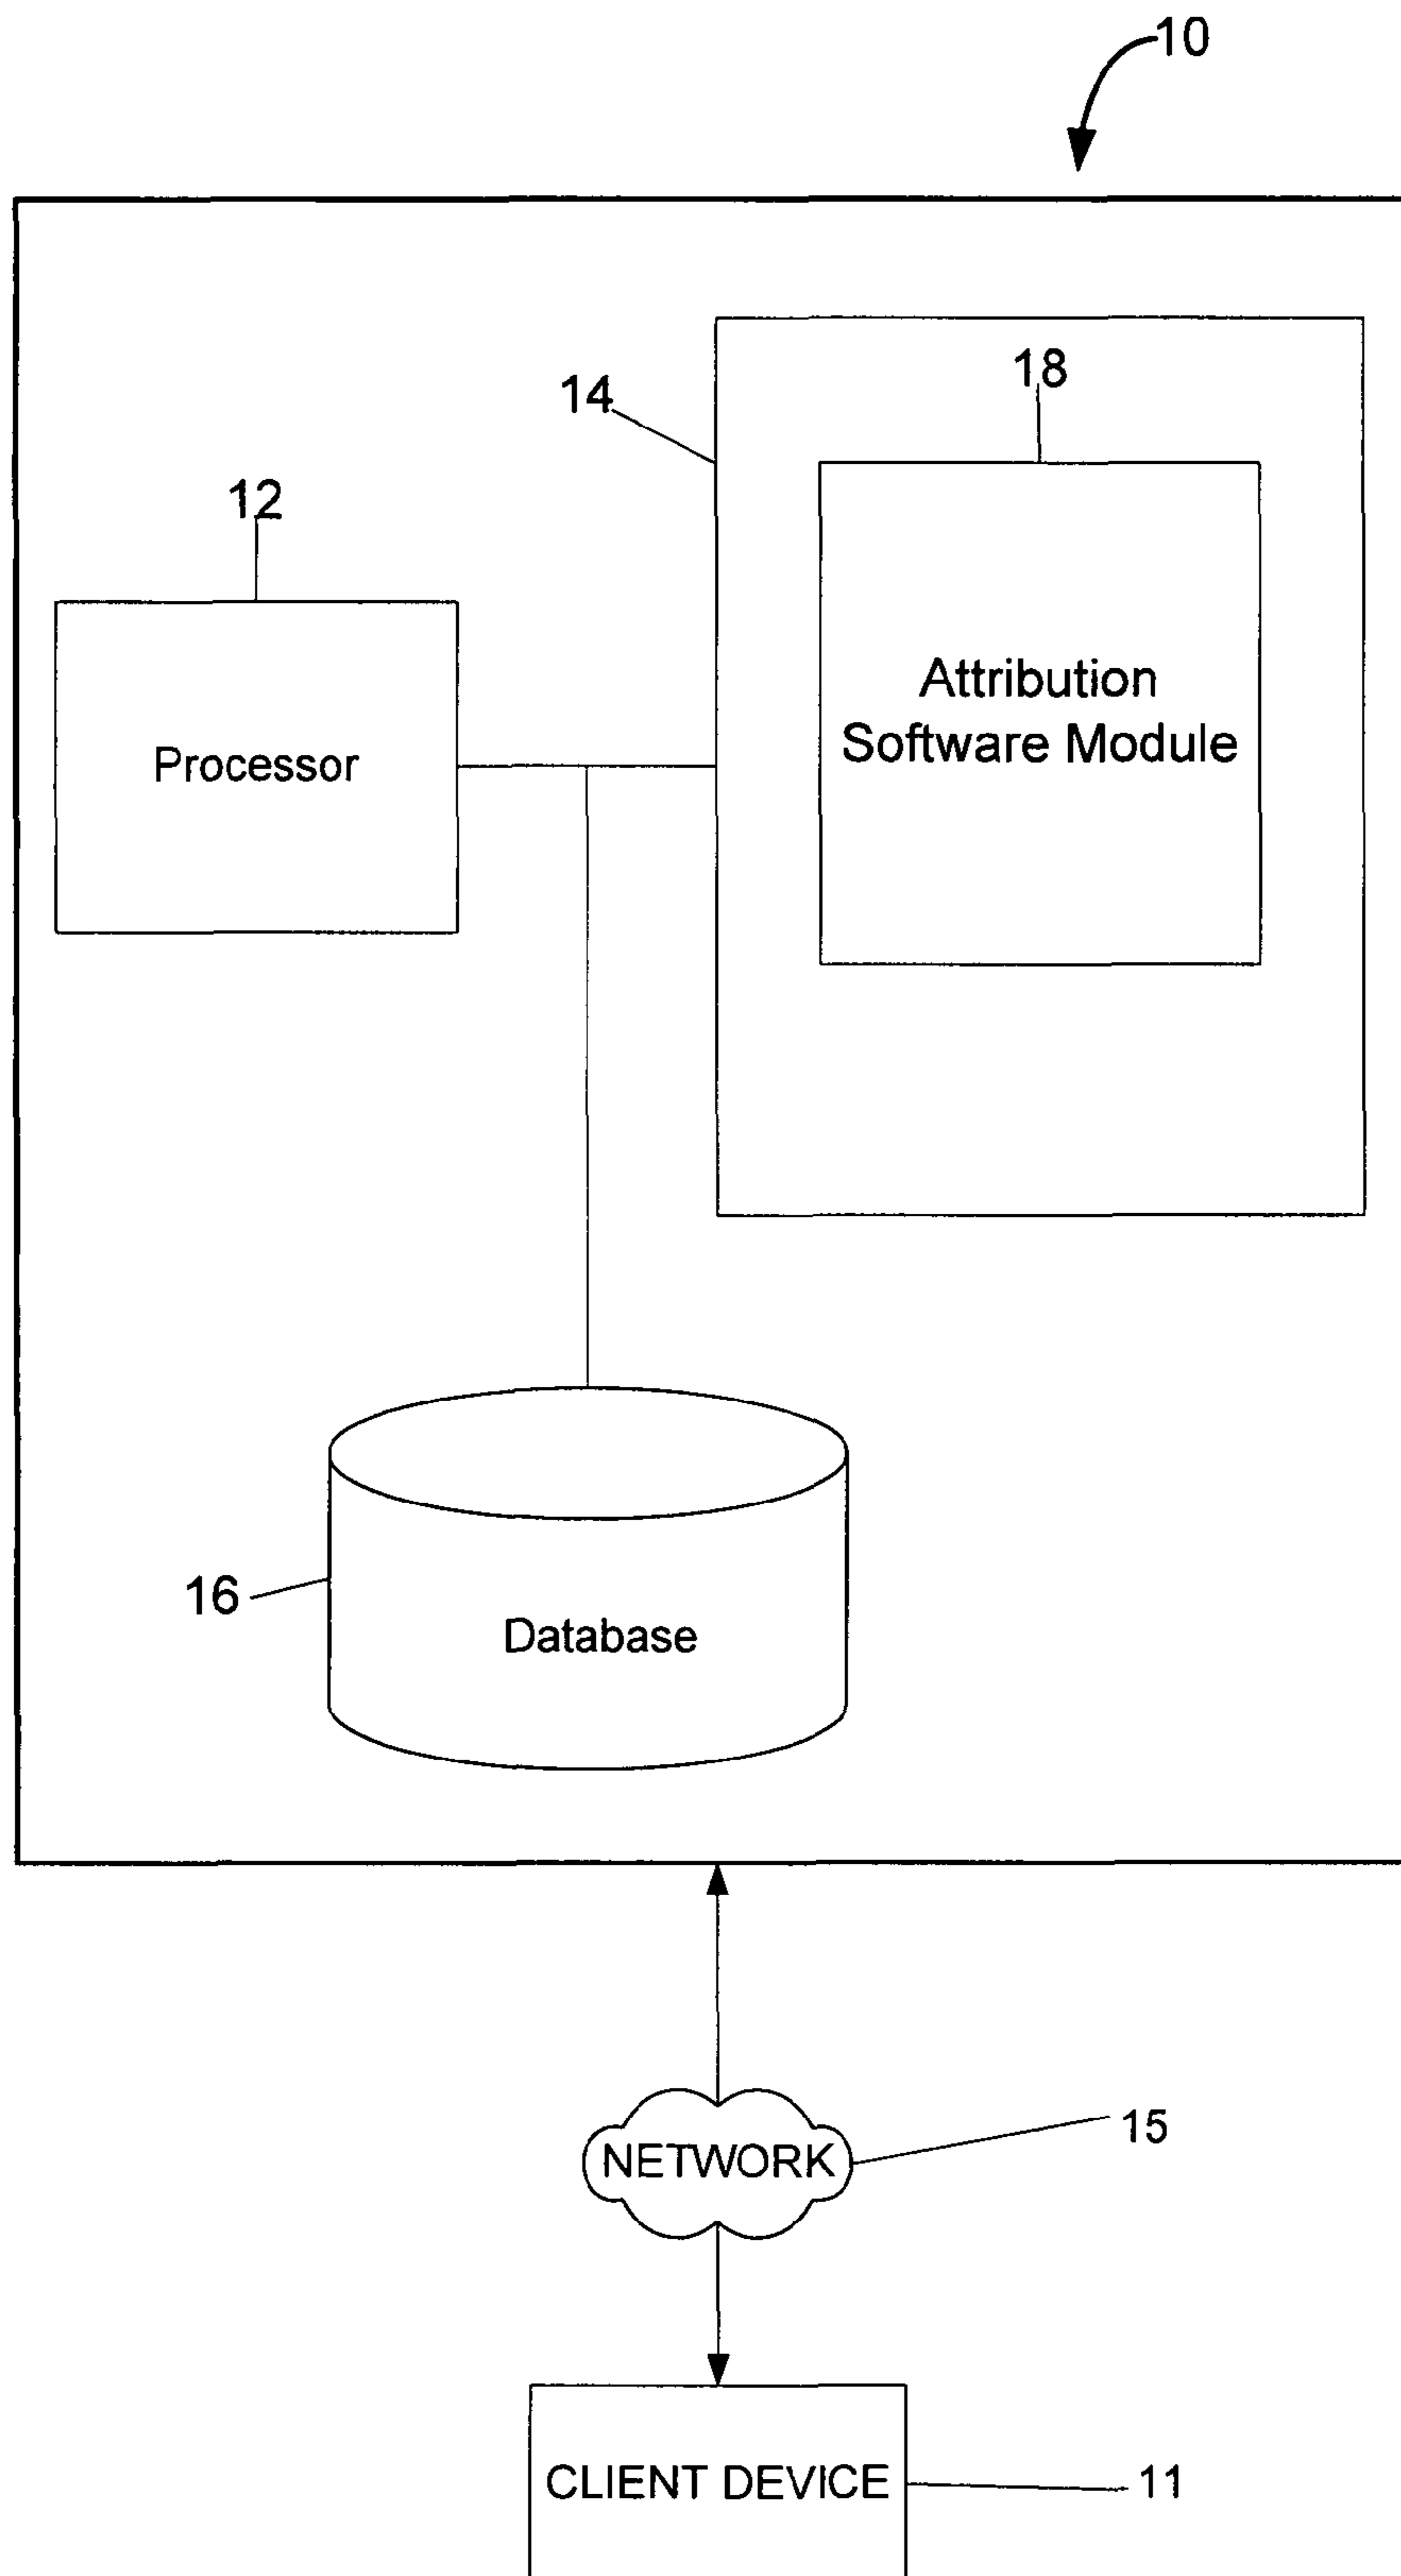 10
18
14
12
Attribution
Software Module
Processor
16
Database
15
NETWORK
CLIENT DEVICE
11